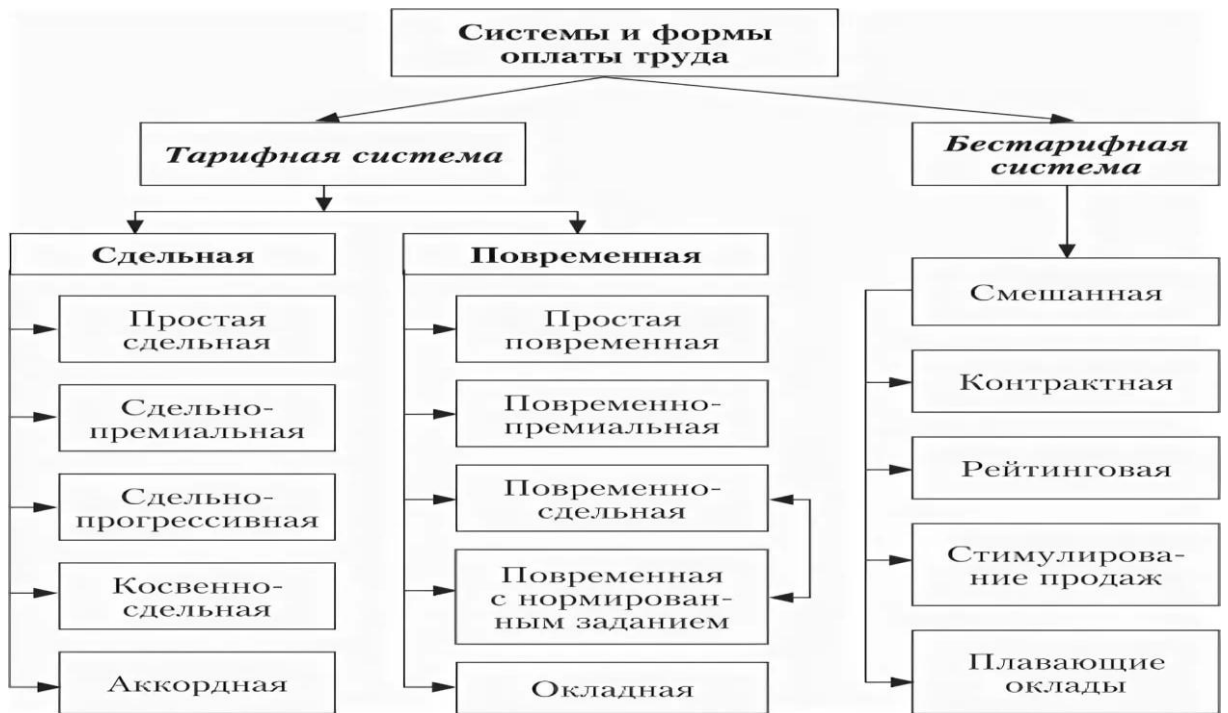 Системы и формы
оплаты труда
Тарифная система
Бестарифная
система
Сдельная
Простая
сдельная
Сдельно-
премиальная
Сдельно-
прогрессивная
Косвенно-
сдельная
Аккордная
Повременная
Простая
повременная
Повременно-
премиальная
Повременно-
сдельная
Повременная
с нормирован-
ным заданием
Окладная
Смешанная
Контрактная
Рейтинговая
Стимулирова-
ние продаж
Плавающие
оклады